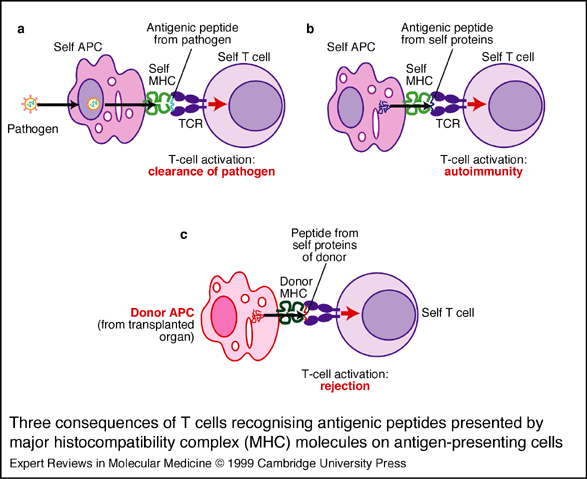 a
Antigenic peptide
from pathogen
Self APC
Self
MHC
Self T cell
Pathogen
TCR
T-cell activation:
clearance of pathogen
b
Antigenic peptide
from self proteins
Self APC
Self
MHC
Self T cell
TCR
T-cell activation:
autoimmunity
c
Peptide from
self proteins
of donor
Donor
MHC
Donor APC
(from transplanted
organ)
Self T cell
T-cell activation:
rejection
Three consequences of T cells recognising antigenic peptides presented by
major histocompatibility complex (MHC) molecules on antigen-presenting cells
Expert Reviews in Molecular Medicine © 1999 Cambridge University Press